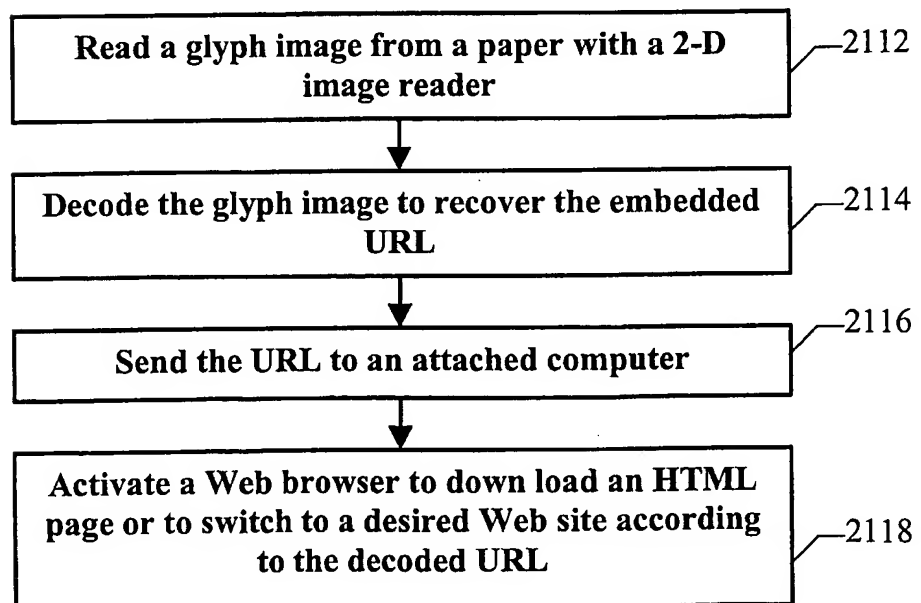 Read a glyph image from a paper with a 2-D
image reader
2112
Decode the glyph image to recover the embedded
URL
2114
Send the URL to an attached computer
2116
Activate a Web browser to down load an HTML
page or to switch to a desired Web site according
to the decoded URL
2118